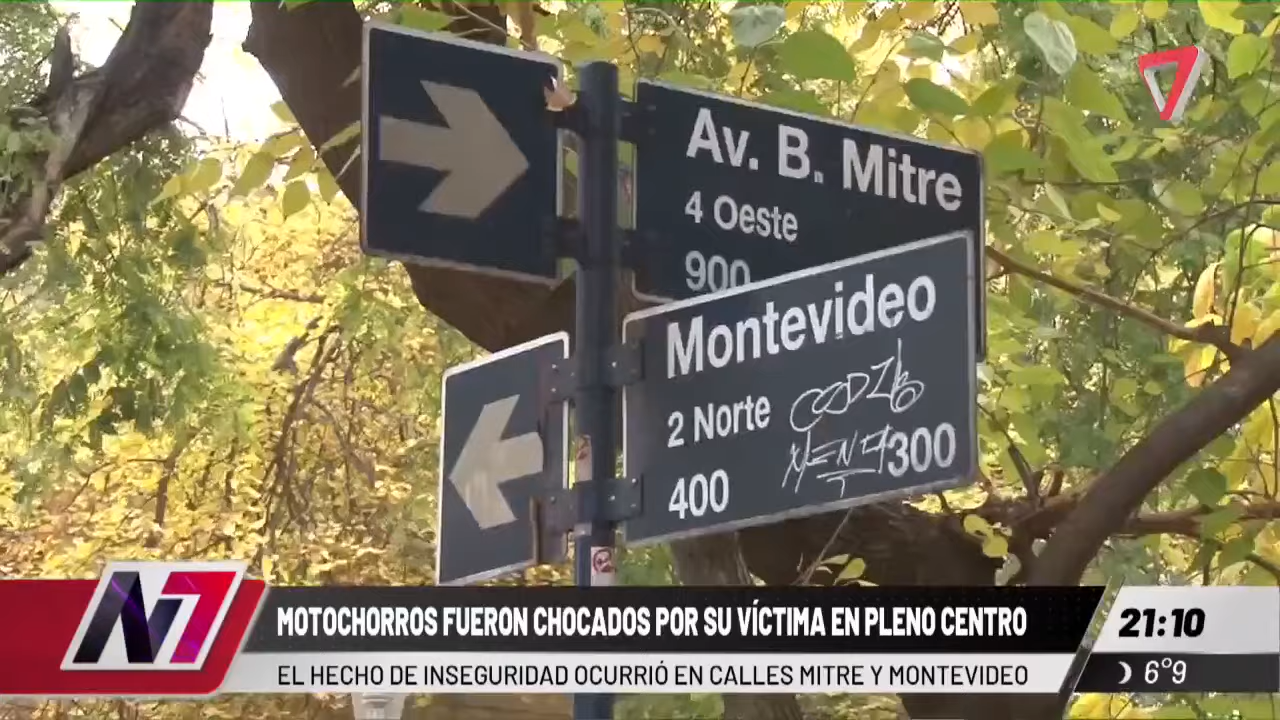 Av. B. Mitre
4 Oeste
900
Montevideo
2 Norte
400 300
N7
MOTOCHORROS FUERON CHOCADOS POR SU VÍCTIMA EN PLENO CENTRO
EL HECHO DE INSEGURIDAD OCURRIÓ EN CALLES MITRE Y MONTEVIDEO
21:10
6°9